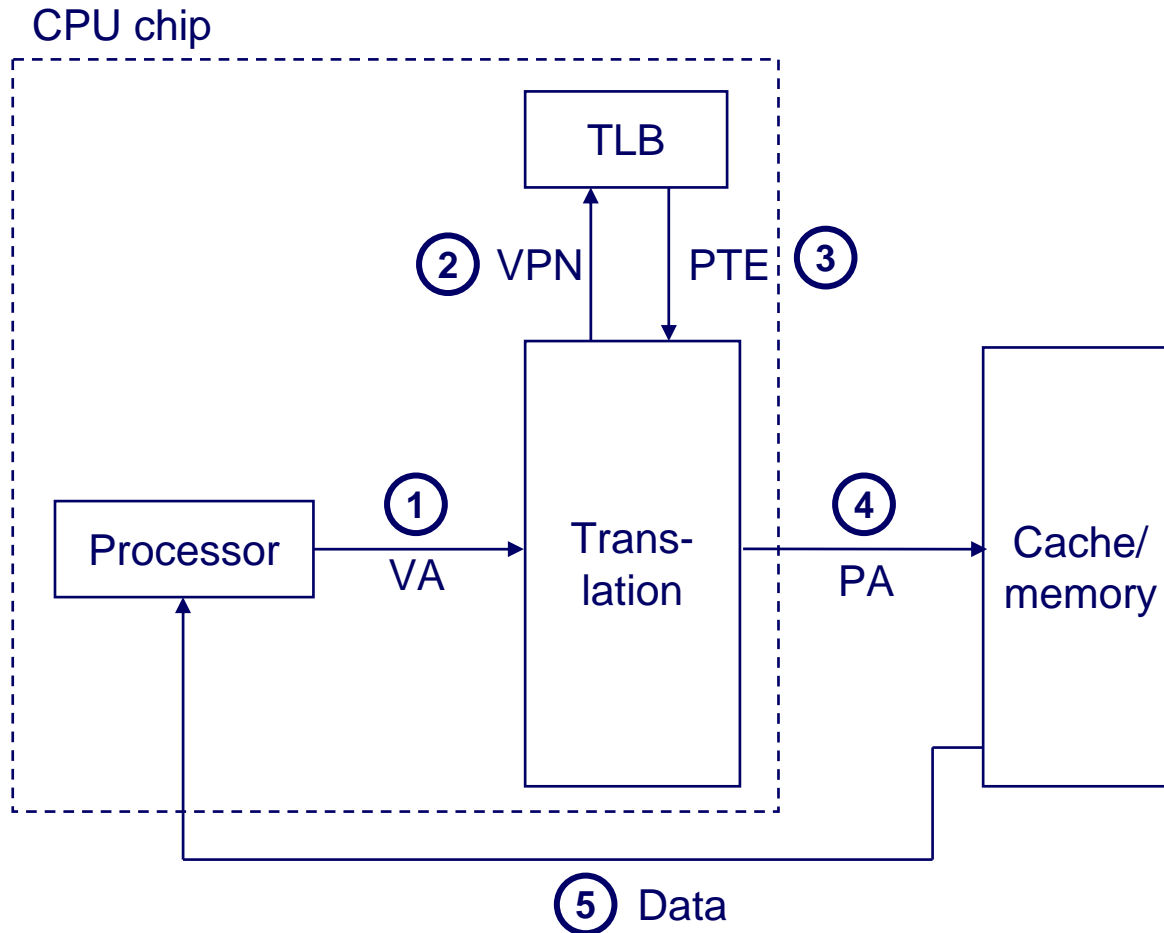 CPU chip
TLB
2 VPN
PTE 3
1
VA
Processor
Trans-
lation
4
PA
Cache/
memory
5 Data